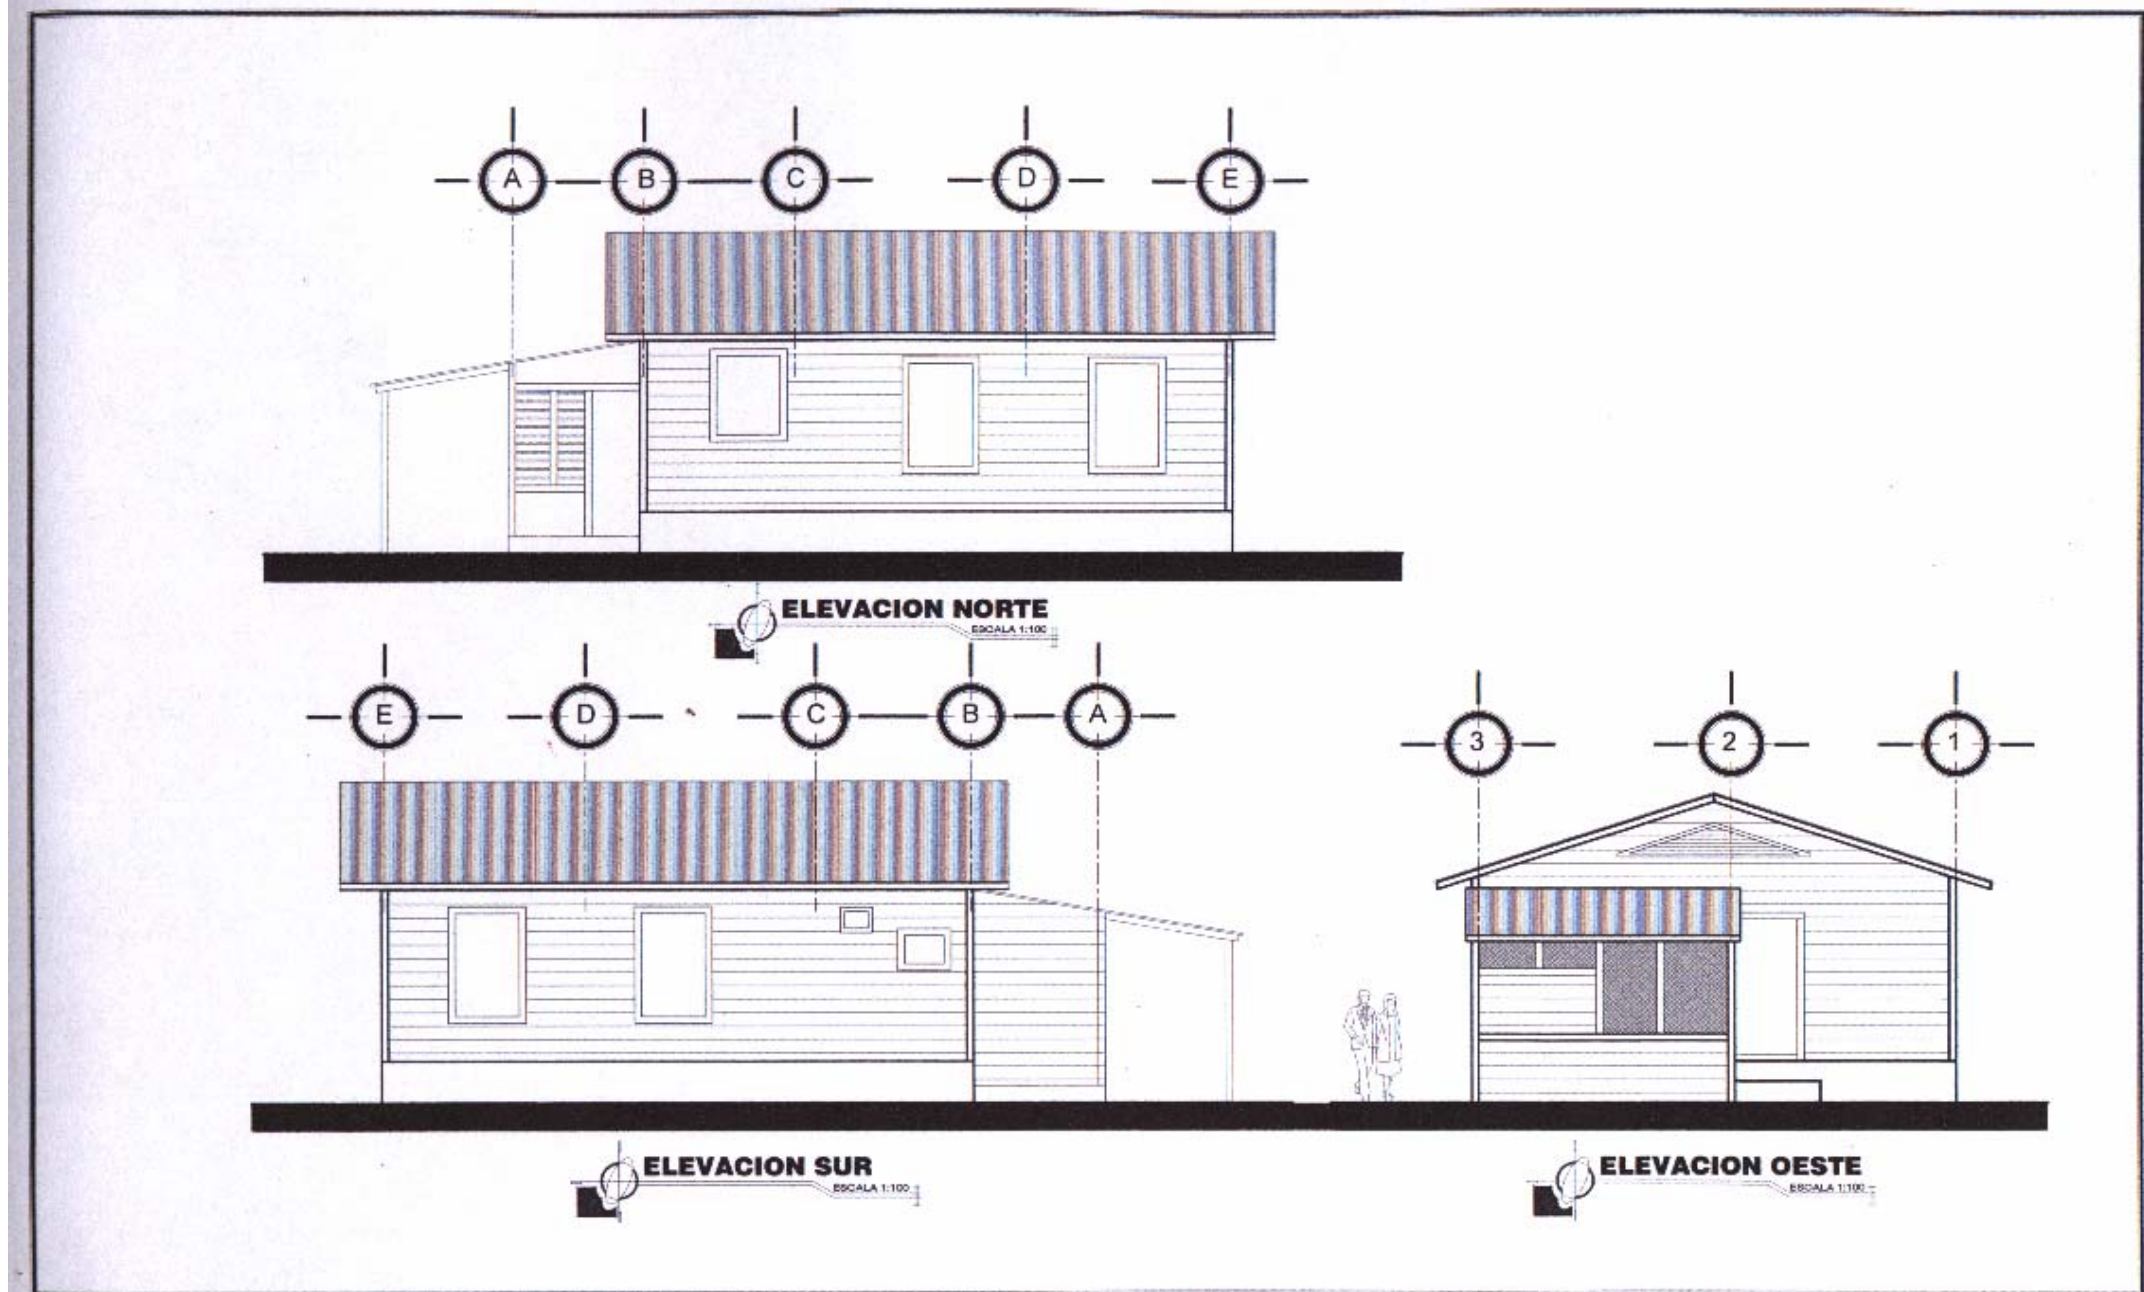 A B C D E
ELEVACION NORTE
ESCALA 1:100
E D C B A
3 2 1
ELEVACION SUR
ESCALA 1:100
ELEVACION OESTE
ESCALA 1:100